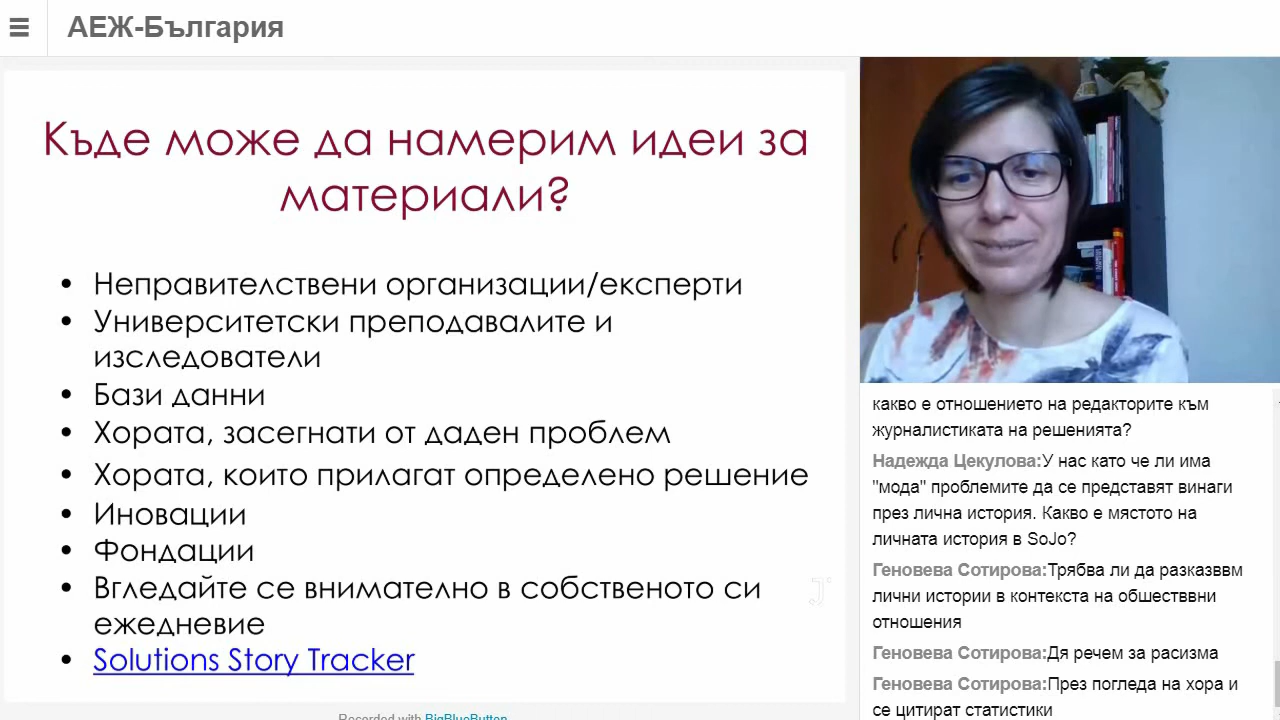 АЕЖ-България
Къде може да намерим идеи за
материали?
• Неправителствени организации/експерти
• Университетски преподавалите и
изследователи
• Бази данни
• Хората, засегнати от даден проблем
• Хората, които прилагат определено решение
• Иновации
• Фондации
• Вгледайте се внимателно в собственото си
ежедневие
• Solutions Story Tracker
Recorded with BigBlueButton
какво е отношението на редакторите към
журналистиката на решенията?
Надежда Цекулова:У нас като че ли има
"мода" проблемите да се представят винаги
през лична история. Какво е мястото на
личната история в SoJo?
Геновева Сотирова:Трябва ли да разказввм
лични истории в контекста на обшестввни
отношения
Геновева Сотирова:Дя речем за расизма
Геновева Сотирова:През погледа на хора и
се цитират статистики